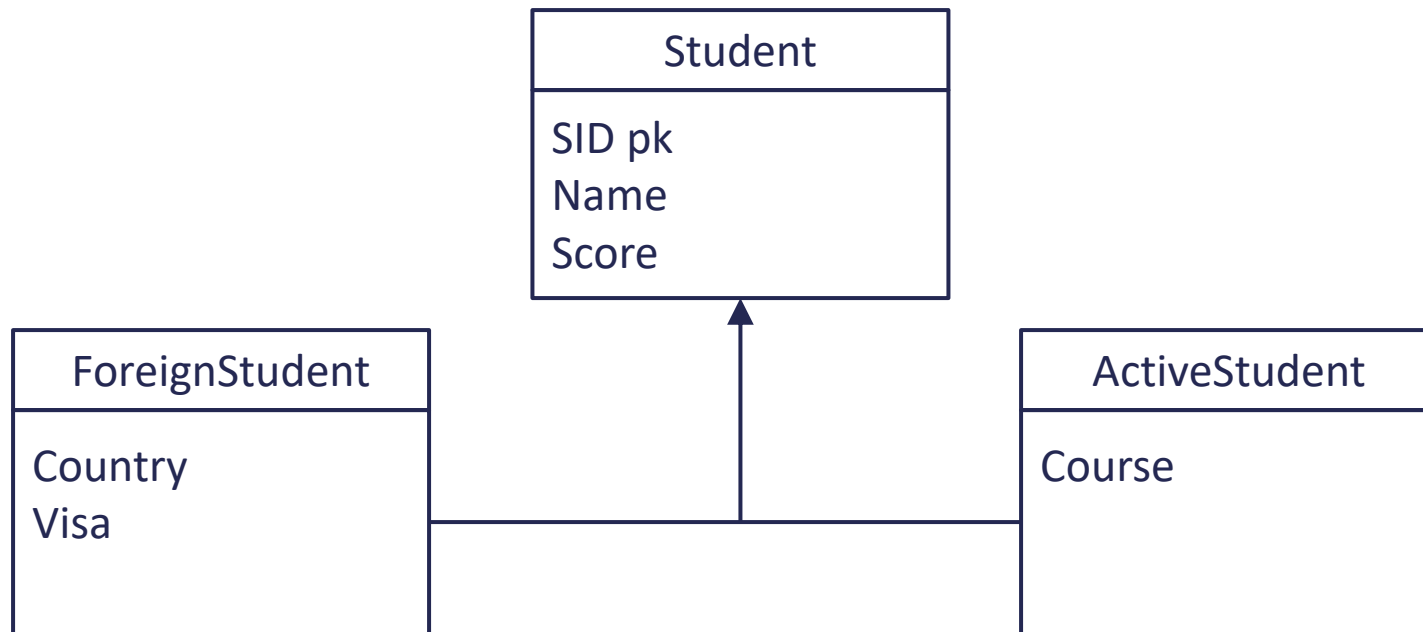 Student
SID pk
Name
Score
ForeignStudent
Country
Visa
ActiveStudent
Course